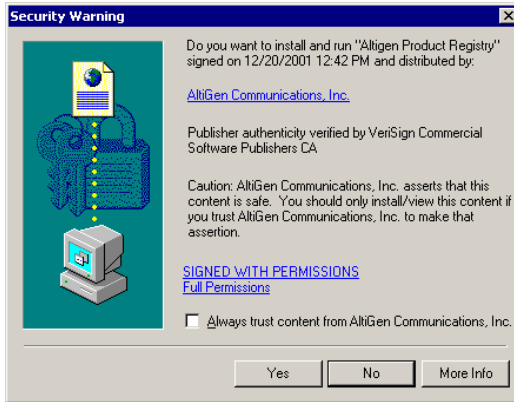 Security Warning
Do you want to install and run "Altigen Product Registry"
signed on 12/20/2001 12:42 PM and distributed by:
AltiGen Communications, Inc.
Publisher authenticity verified by VeriSign Commercial
Software Publishers CA
Caution: AltiGen Communications, Inc. asserts that this
content is safe. You should only install/view this content if
you trust AltiGen Communications, Inc. to make that
assertion.
SIGNED WITH PERMISSIONS
Full Permissions
Always trust content from AltiGen Communications, Inc.
Yes
No
More Info